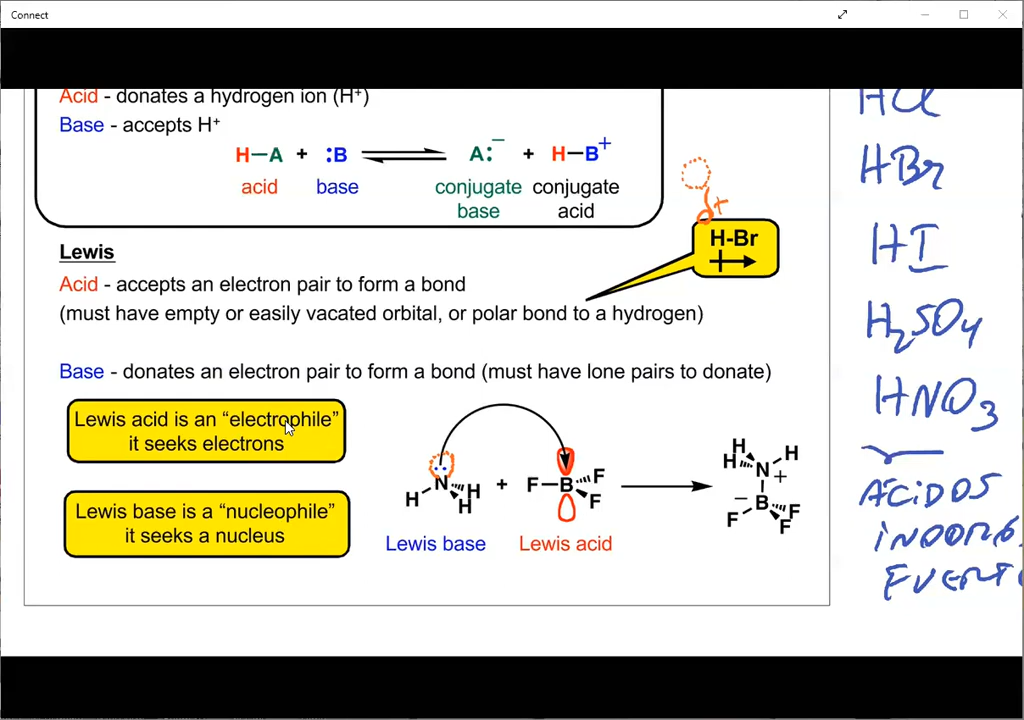 Connect
Acid - donates a hydrogen ion (H⁺)
Base - accepts H⁺
H—A + :B ⇌ A:⁻ + H—B⁺
acid base conjugate base conjugate acid
Lewis
Acid - accepts an electron pair to form a bond
(must have empty or easily vacated orbital, or polar bond to a hydrogen)
δ+
H-Br
Base - donates an electron pair to form a bond (must have lone pairs to donate)
Lewis acid is an “electrophile”
it seeks electrons
Lewis base is a “nucleophile”
it seeks a nucleus
H N H H + F—B F F → H H N H + − B F F F
Lewis base Lewis acid
HCl
HBr
HI
H₂SO₄
HNO₃
ÁCIDOS